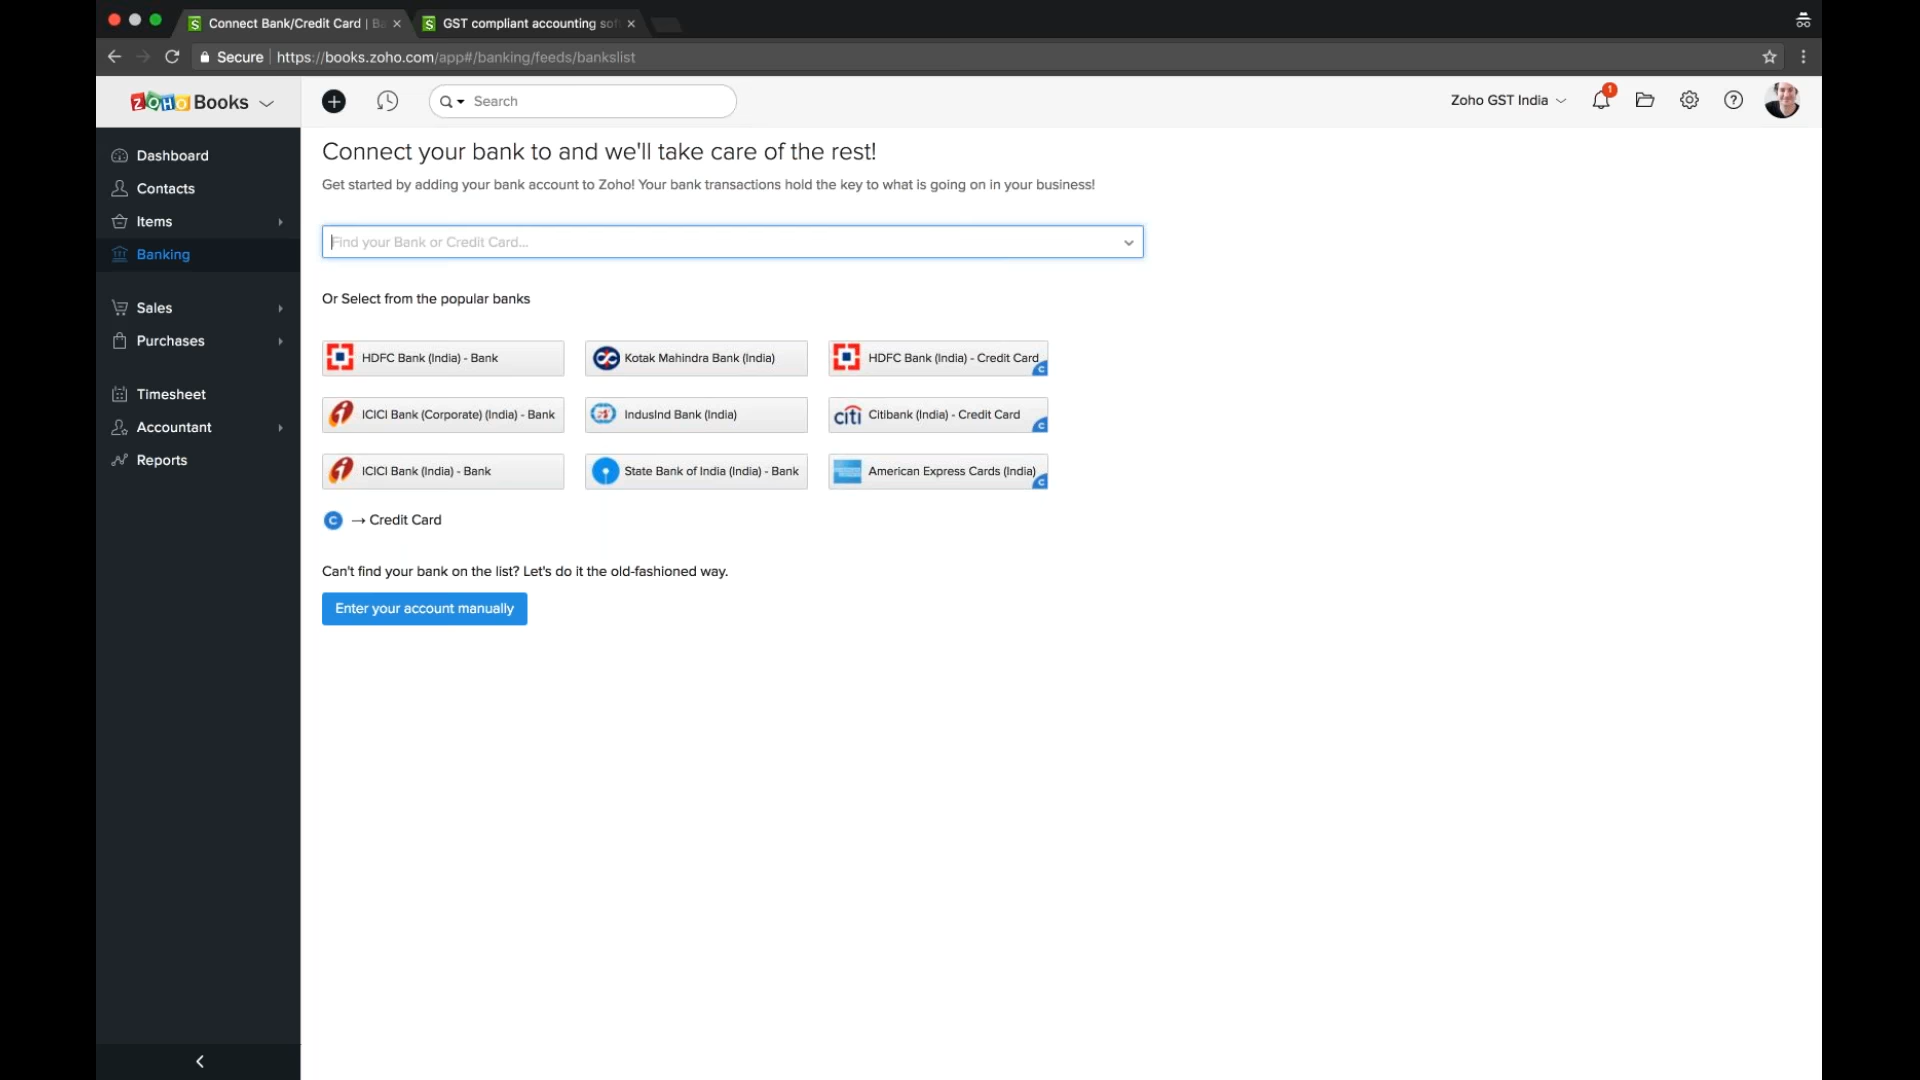 Connect Bank/Credit Card | Ba
GST compliant accounting sof
Secure
https://books.zoho.com/app#/banking/feeds/bankslist
ZOHO Books
Search
Zoho GST India
1
Dashboard
Contacts
Items
Banking
Sales
Purchases
Timesheet
Accountant
Reports
Connect your bank to and we'll take care of the rest!
Get started by adding your bank account to Zoho! Your bank transactions hold the key to what is going on in your business!
Find your Bank or Credit Card...
Or Select from the popular banks
HDFC Bank (India) - Bank
Kotak Mahindra Bank (India)
HDFC Bank (India) - Credit Card
C
ICICI Bank (Corporate) (India) - Bank
IndusInd Bank (India)
citi Citibank (India) - Credit Card
C
ICICI Bank (India) - Bank
State Bank of India (India) - Bank
American Express Cards (India)
C
C → Credit Card
Can't find your bank on the list? Let's do it the old-fashioned way.
Enter your account manually